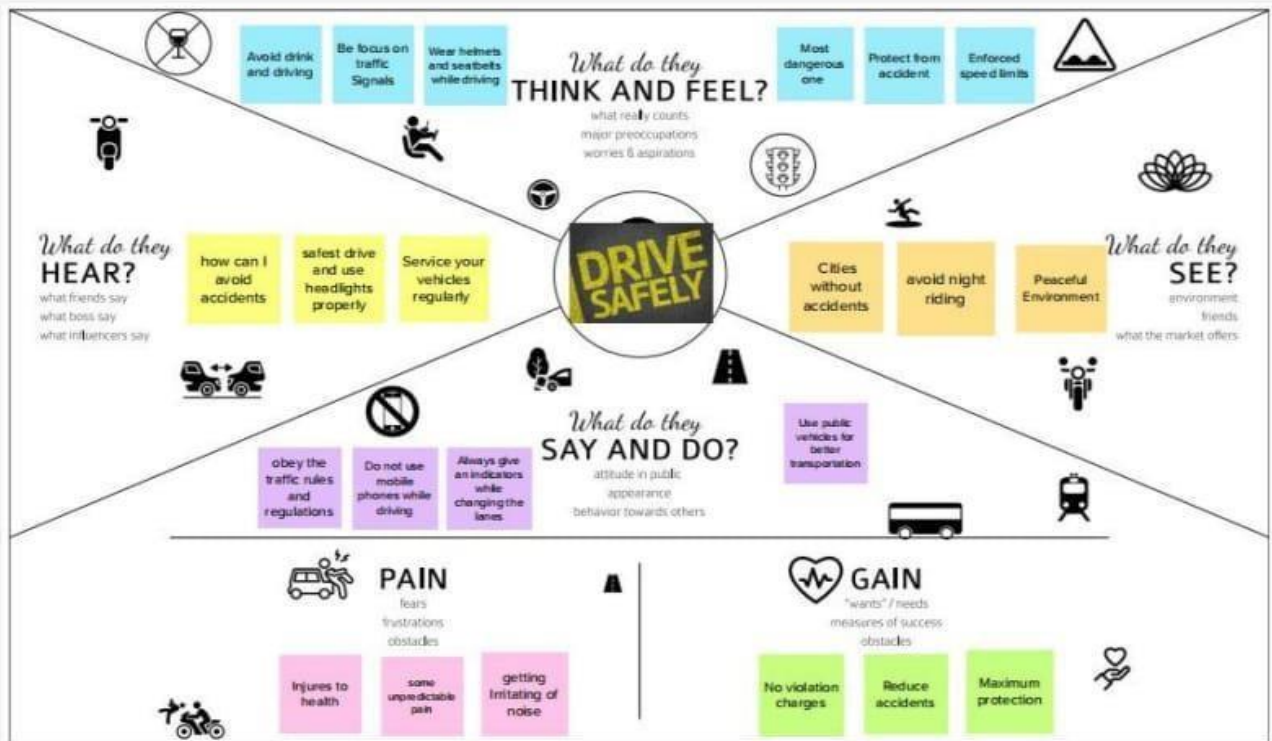 Avoid drink
and driving
Be focus on
traffic
Signals
Wear helmets
and seatbelts
while driving
What do they
THINK AND FEEL?
what really counts
major preoccupations
worries & aspirations
Most
dangerous
one
Protect from
accident
Enforced
speed limits
What do they
HEAR?
what friends say
what boss say
what influencers say
how can I
avoid
accidents
safest drive
and use
headlights
properly
Service your
vehicles
regularly
DRIVE
SAFELY
Cities
without
accidents
avoid night
riding
Peaceful
Environment
What do they
SEE?
environment
friends
what the market offers
What do they
SAY AND DO?
attitude in public
appearance
behavior towards others
obey the
traffic rules
and
regulations
Do not use
mobile
phones while
driving
Always give
an indicators
while
changing the
lanes
Use public
vehicles for
better
transportation
PAIN
fears
frustrations
obstacles
Injures to
health
some
unpredictable
pain
getting
Irritating of
noise
GAIN
"wants" / needs
measures of success
obstacles
No violation
charges
Reduce
accidents
Maximum
protection